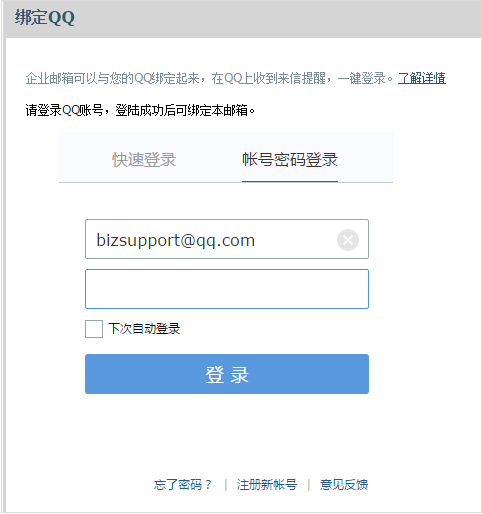 绑定QQ
企业邮箱可以与您的QQ绑定起来，在QQ上收到来信提醒，一键登录。了解详情
请登录QQ账号，登陆成功后可绑定本邮箱。
快速登录 帐号密码登录
bizsupport@qq.com
下次自动登录
登 录
忘了密码？ | 注册新帐号 | 意见反馈